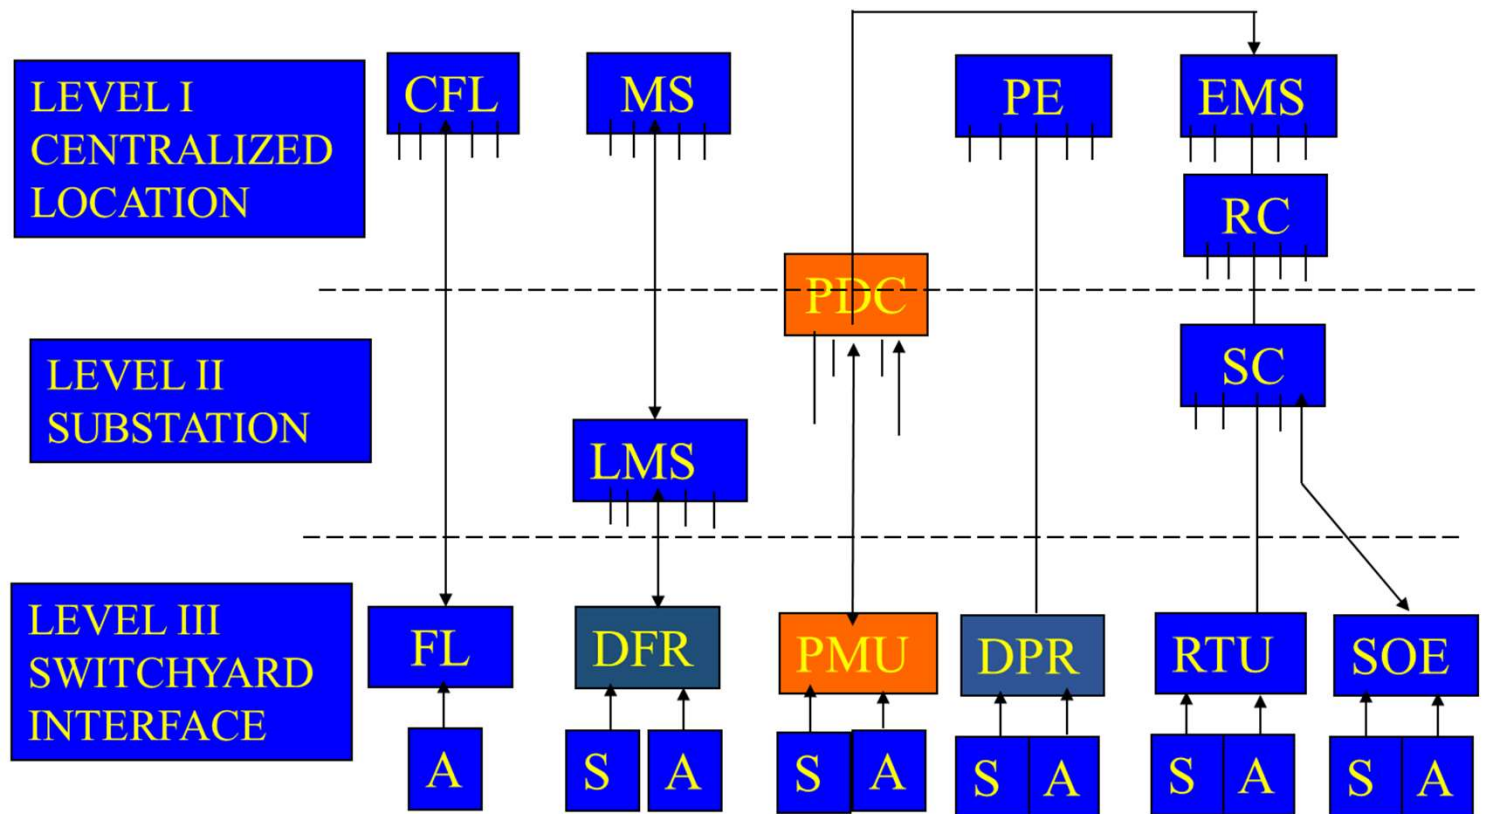 CFL
MS
PE
EMS
LEVEL I
CENTRALIZED
LOCATION
RC
PDC
LEVEL II
SUBSTATION
SC
LMS
LEVEL III
SWITCHYARD
INTERFACE
FL
DFR
PMU
DPR
RTU
SOE
A
S
A
S
A
S
A
S
A
S
A